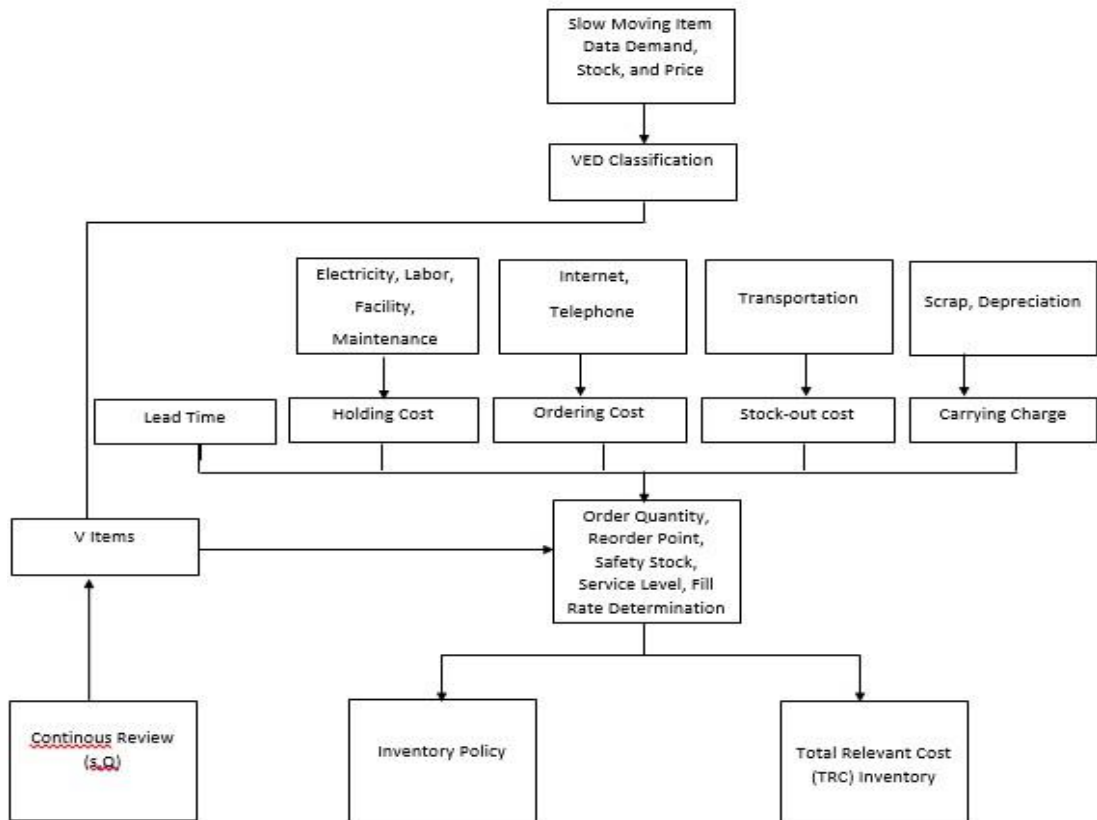 Slow Moving Item
Data Demand,
Stock, and Price
VED Classification
Electricity, Labor,
Facility,
Maintenance
Internet,
Telephone
Transportation
Scrap, Depreciation
Lead Time
Holding Cost
Ordering Cost
Stock-out cost
Carrying Charge
V Items
Order Quantity,
Reorder Point,
Safety Stock,
Service Level, Fill
Rate Determination
Continous Review
(s,Q)
Inventory Policy
Total Relevant Cost
(TRC) Inventory